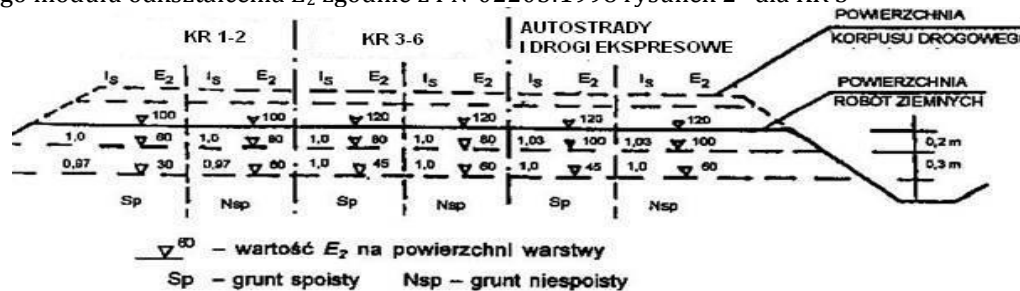 go modułu odkształcenia E₂ zgodnie z PN-02205:1998 rysunek 2
KR 1-2 KR 3-6 AUTOSTRADY I DROGI EKSPRESOWE
POWIERZCHNIA KORPUSU DROGOWEGO
Is E₂ Is E₂ Is E₂ Is E₂ Is E₂ Is E₂
POWIERZCHNIA ROBÓT ZIEMNYCH
100 100 120 120 120 120
1,0 1,0 80 1,0 80 1,0 80 1,03 100 1,03 100 0,2 m
0,97 30 0,97 60 1,0 45 1,0 60 1,0 45 1,0 60 0,3 m
Sp Nsp Sp Nsp Sp Nsp
60 – wartość E₂ na powierzchni warstwy
Sp – grunt spoisty Nsp – grunt niespoisty